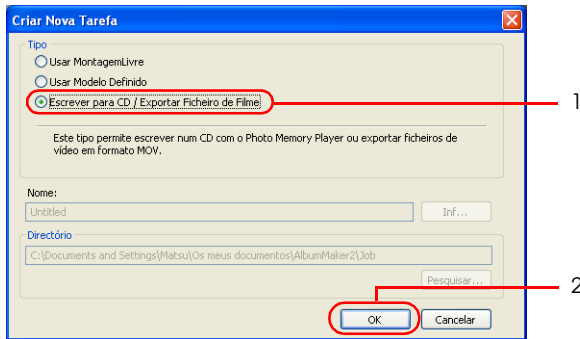 Criar Nova Tarefa
Tipo
Usar MontagemLivre
Usar Modelo Definido
Escrever para CD / Exportar Ficheiro de Filme
1
Este tipo permite escrever num CD com o Photo Memory Player ou exportar ficheiros de
vídeo em formato MOV.
Nome:
Untitled
Inf...
Directório
C:\Documents and Settings\Matsu\Os meus documentos\AlbumMaker2\Job
Pesquisar...
2
OK
Cancelar